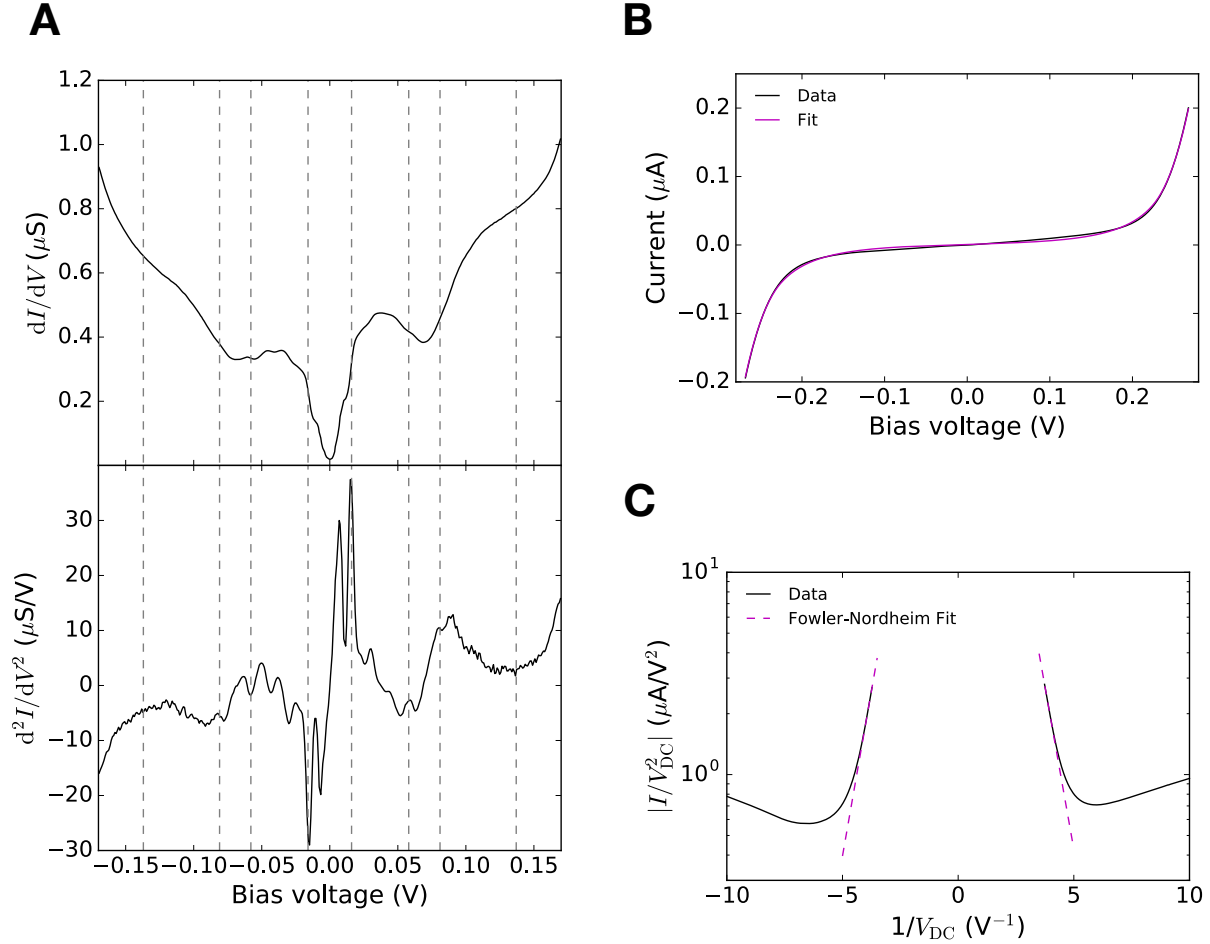 A
1.2
1.0
0.8
0.6
0.4
0.2
dI/dV (μS)
30
20
10
0
−10
−20
−30
d²I/dV² (μS/V)
−0.15 −0.10 −0.05 0.00 0.05 0.10 0.15
Bias voltage (V)
B
Data
Fit
0.2
0.1
0.0
−0.1
−0.2
Current (μA)
−0.2 −0.1 0.0 0.1 0.2
Bias voltage (V)
C
Data
Fowler-Nordheim Fit
10¹
10⁰
|I/V²_DC| (μA/V²)
−10 −5 0 5 10
1/V_DC (V⁻¹)